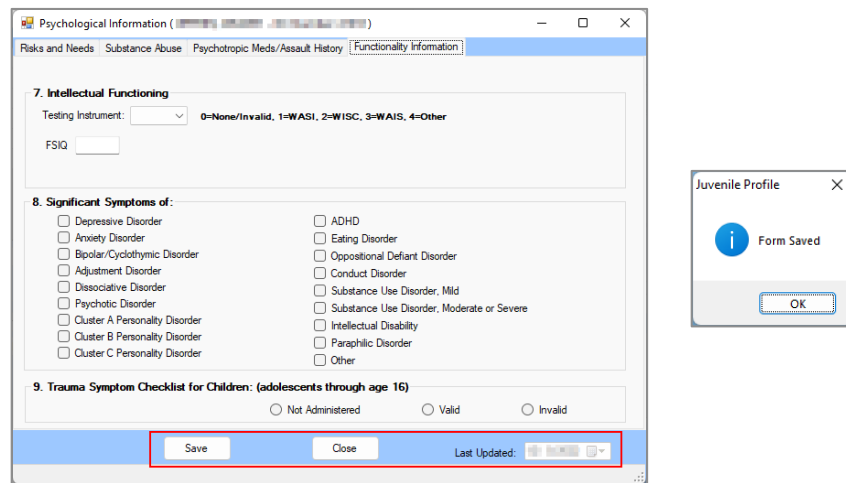 Psychological Information (
)
Risks and Needs Substance Abuse Psychotropic Meds/Assault History Functionality Information
7. Intellectual Functioning
Testing Instrument: 0=None/Invalid, 1=WASI, 2=WISC, 3=WAIS, 4=Other
FSIQ
8. Significant Symptoms of:
Depressive Disorder
Anxiety Disorder
Bipolar/Cyclothymic Disorder
Adjustment Disorder
Dissociative Disorder
Psychotic Disorder
Cluster A Personality Disorder
Cluster B Personality Disorder
Cluster C Personality Disorder
ADHD
Eating Disorder
Oppositional Defiant Disorder
Conduct Disorder
Substance Use Disorder, Mild
Substance Use Disorder, Moderate or Severe
Intellectual Disability
Paraphilic Disorder
Other
9. Trauma Symptom Checklist for Children: (adolescents through age 16)
Not Administered Valid Invalid
Save Close Last Updated:
Juvenile Profile
Form Saved
OK